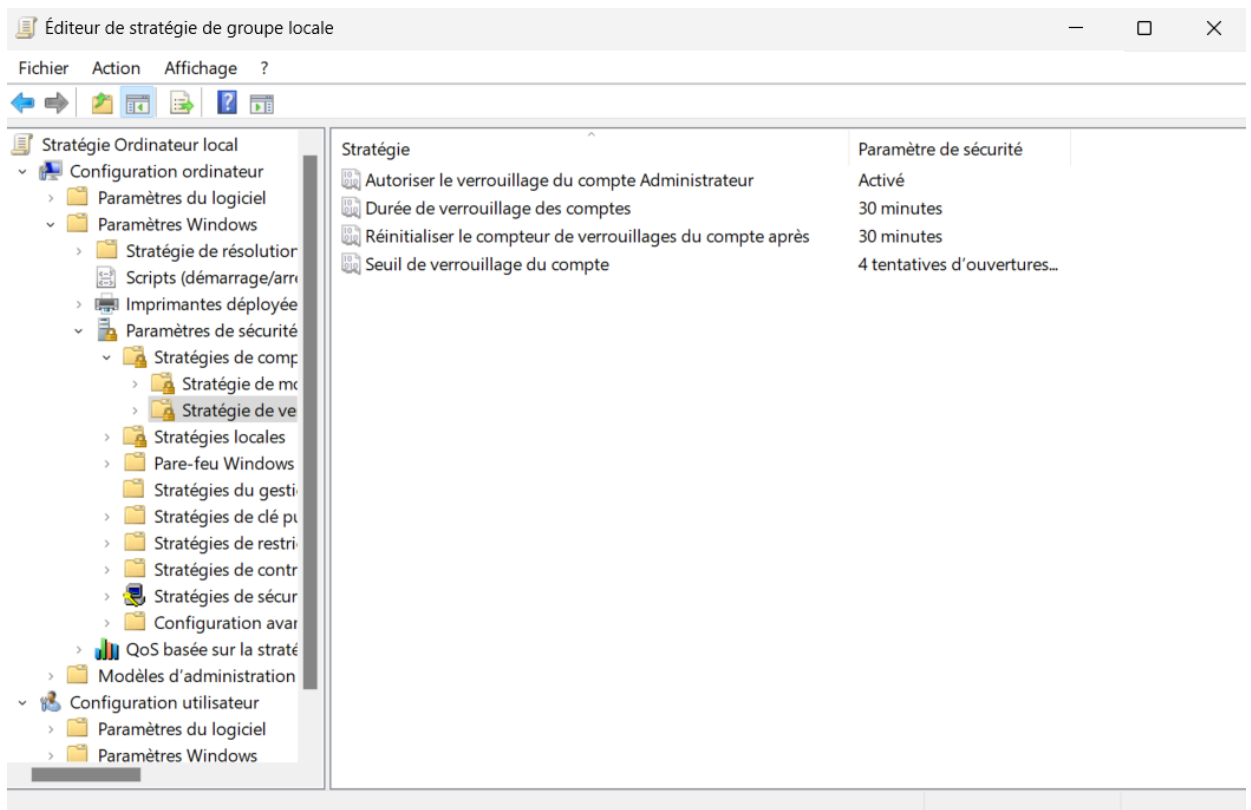 Éditeur de stratégie de groupe locale
Fichier Action Affichage ?
Stratégie Ordinateur local
Configuration ordinateur
Paramètres du logiciel
Paramètres Windows
Stratégie de résolution
Scripts (démarrage/arrê
Imprimantes déployée
Paramètres de sécurité
Stratégies de comp
Stratégie de mo
Stratégie de ve
Stratégies locales
Pare-feu Windows
Stratégies du gesti
Stratégies de clé pu
Stratégies de restri
Stratégies de contr
Stratégies de sécur
Configuration avan
QoS basée sur la straté
Modèles d'administration
Configuration utilisateur
Paramètres du logiciel
Paramètres Windows
Stratégie Paramètre de sécurité
Autoriser le verrouillage du compte Administrateur Activé
Durée de verrouillage des comptes 30 minutes
Réinitialiser le compteur de verrouillages du compte après 30 minutes
Seuil de verrouillage du compte 4 tentatives d'ouvertures...